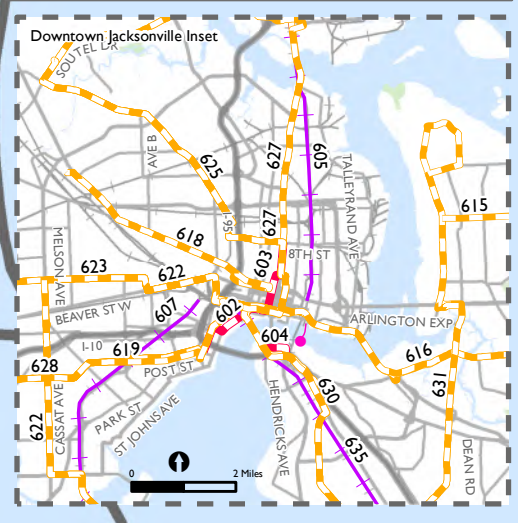 Downtown Jacksonville Inset
SOUTEL DR
AVE B
625
627
605
TALLEYRAND AVE
615
618
I-95
627
8TH ST
MELSON AVE
623
622
603
BEAVER ST W
607
602
ARLINGTON EXP
I-10
619
604
616
628
POST ST
622
CASSAT AVE
PARK ST
ST JOHNS AVE
HENDRICKS AVE
630
631
635
DEAN RD
0
2 Miles